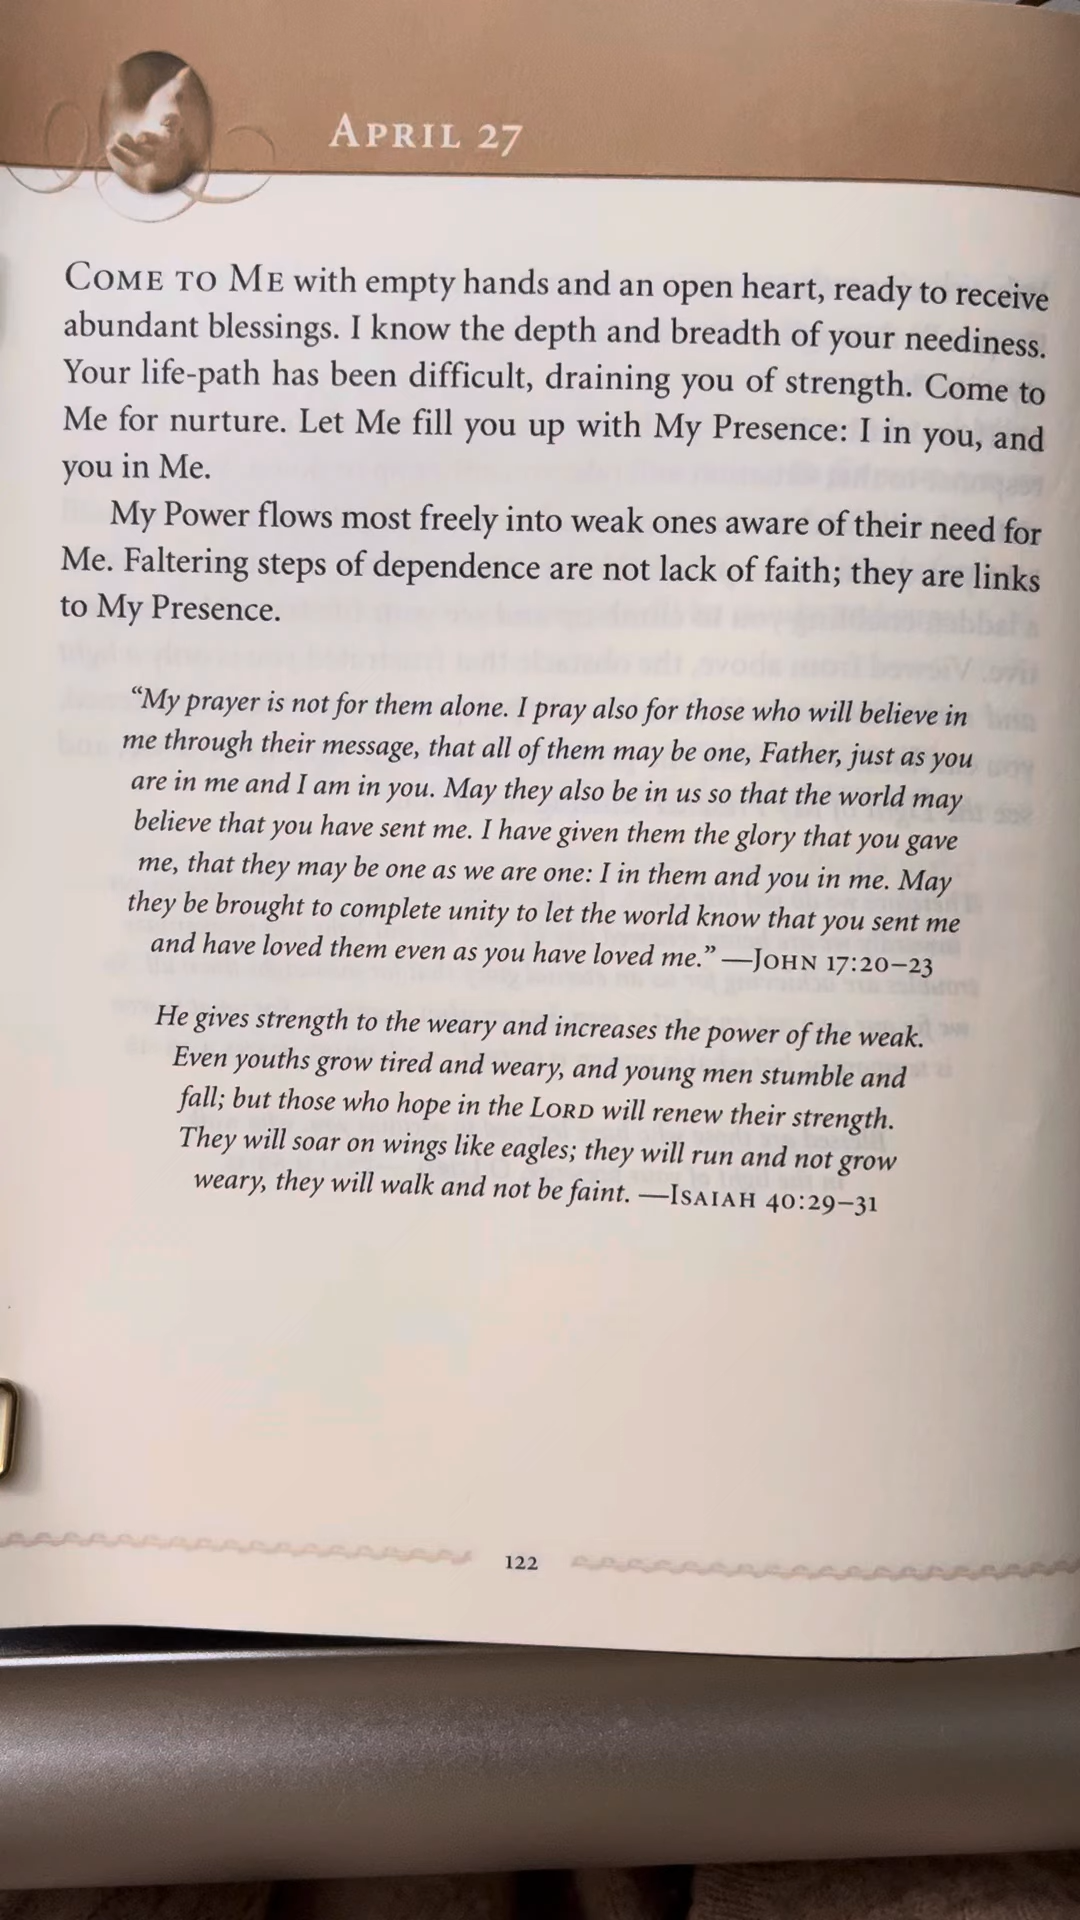 APRIL 27
COME TO ME with empty hands and an open heart, ready to receive
abundant blessings. I know the depth and breadth of your neediness.
Your life-path has been difficult, draining you of strength. Come to
Me for nurture. Let Me fill you up with My Presence: I in you, and
you in Me.
My Power flows most freely into weak ones aware of their need for
Me. Faltering steps of dependence are not lack of faith; they are links
to My Presence.
“My prayer is not for them alone. I pray also for those who will believe in
me through their message, that all of them may be one, Father, just as you
are in me and I am in you. May they also be in us so that the world may
believe that you have sent me. I have given them the glory that you gave
me, that they may be one as we are one: I in them and you in me. May
they be brought to complete unity to let the world know that you sent me
and have loved them even as you have loved me.” —JOHN 17:20–23
He gives strength to the weary and increases the power of the weak.
Even youths grow tired and weary, and young men stumble and
fall; but those who hope in the LORD will renew their strength.
They will soar on wings like eagles; they will run and not grow
weary, they will walk and not be faint. —ISAIAH 40:29–31
122